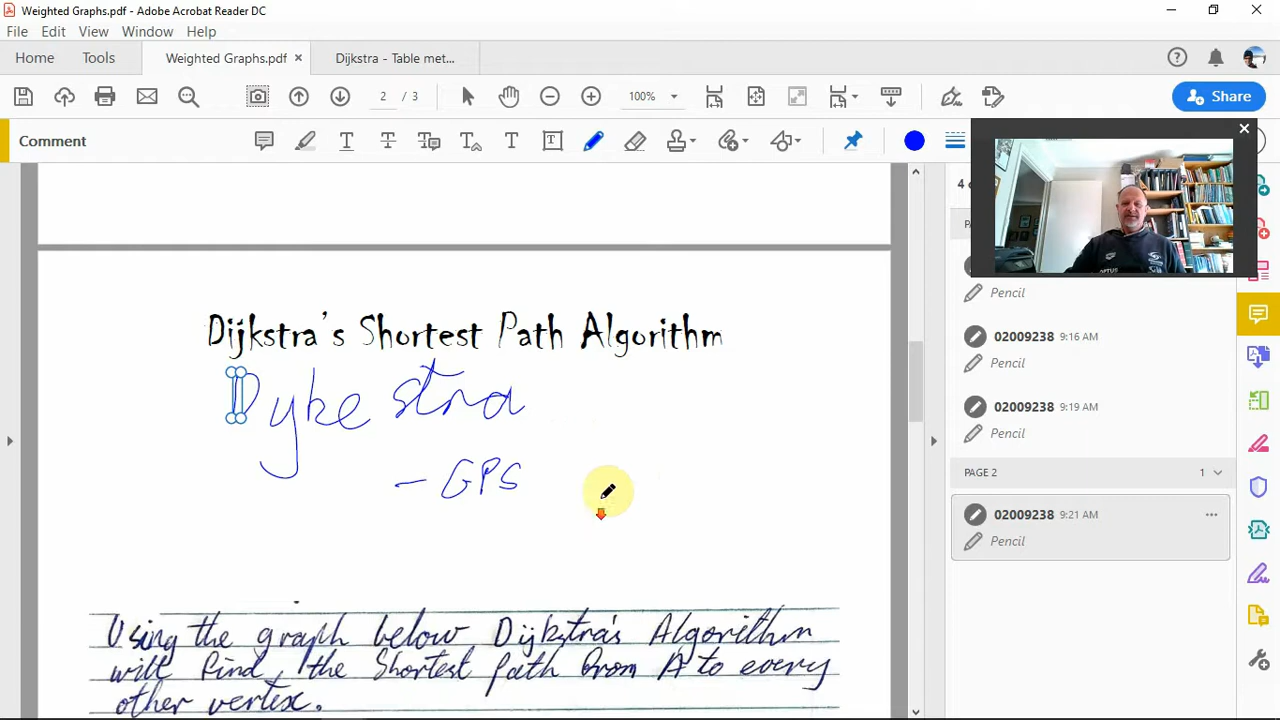 Weighted Graphs.pdf - Adobe Acrobat Reader DC
File Edit View Window Help
Home Tools Weighted Graphs.pdf × Dijkstra - Table met...
2 / 3 100% Share
Comment
Dijkstra's Shortest Path Algorithm
Dyke stra
- GPS
Using the graph below Dijkstra's Algorithm
will find, the Shortest path from A to every
other vertex.
4
Pencil
02009238 9:16 AM
Pencil
02009238 9:19 AM
Pencil
PAGE 2 1
02009238 9:21 AM
Pencil